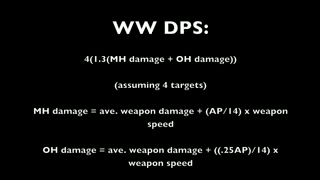 WW DPS:
4(1.3(MH damage + OH damage))
(assuming 4 targets)
MH damage = ave. weapon damage + (AP/14) x weapon
speed
OH damage = ave. weapon damage + ((.25AP)/14) x
weapon speed